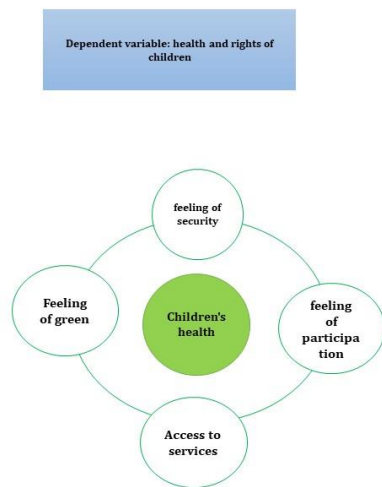 Dependent variable: health and rights of
children
feeling of
security
Feeling
of green
Children's
health
feeling
of
participa
tion
Access to
services